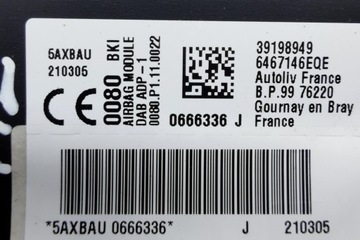 5AXBAU
210305
CE
0080 BKI
AIRBAG MODULE
DAB ADP-1
0080.P1.11.0022
0666336 J
39198949
6467146EQE
Autoliv France
B.P.99 76220
Gournay en Bray
France
*5AXBAU 0666336* J 210305